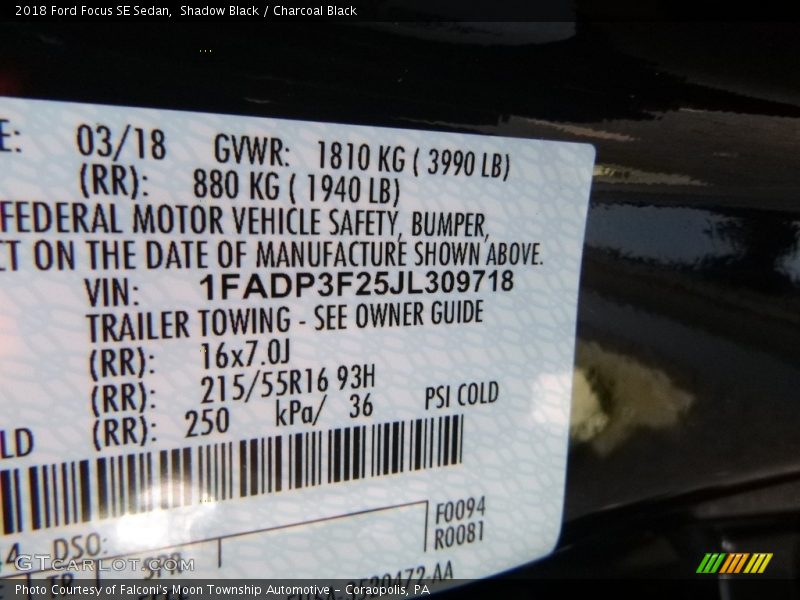 2018 Ford Focus SE Sedan, Shadow Black / Charcoal Black
E: 03/18 GVWR: 1810 KG ( 3990 LB)
(RR): 880 KG ( 1940 LB)
FEDERAL MOTOR VEHICLE SAFETY, BUMPER,
CT ON THE DATE OF MANUFACTURE SHOWN ABOVE.
VIN: 1FADP3F25JL309718
TRAILER TOWING - SEE OWNER GUIDE
(RR): 16x7.0J
(RR): 215/55R16 93H
LD (RR): 250 kPa/ 36 PSI COLD
F0094
4 DSO: R0081
GTCARLOT.COM
TR SPR
Photo Courtesy of Falconi's Moon Township Automotive - Coraopolis, PA